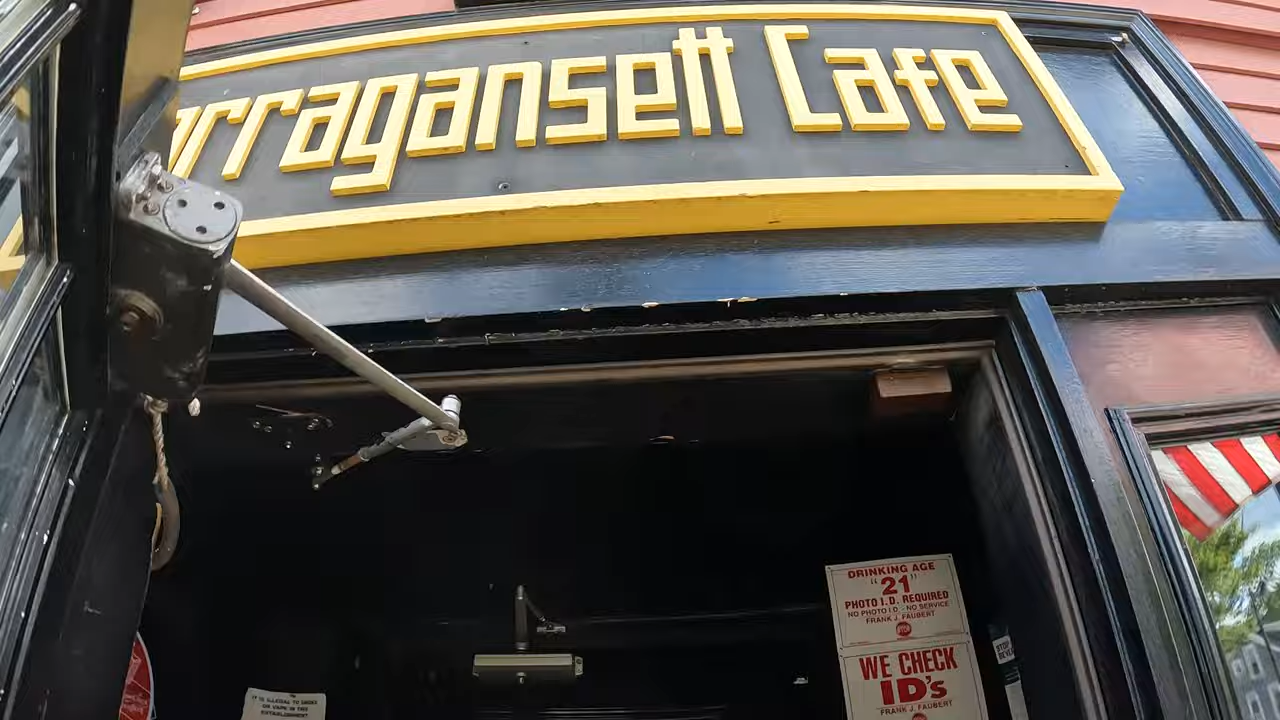 arragansett Cafe
DRINKING AGE
"21"
PHOTO I.D. REQUIRED
NO PHOTO I.D. - NO SERVICE
FRANK J. FAUBERT
WE CHECK
ID's
FRANK J. FAUBERT
IT IS ILLEGAL TO SMOKE
OR VAPE IN THIS
ESTABLISHMENT